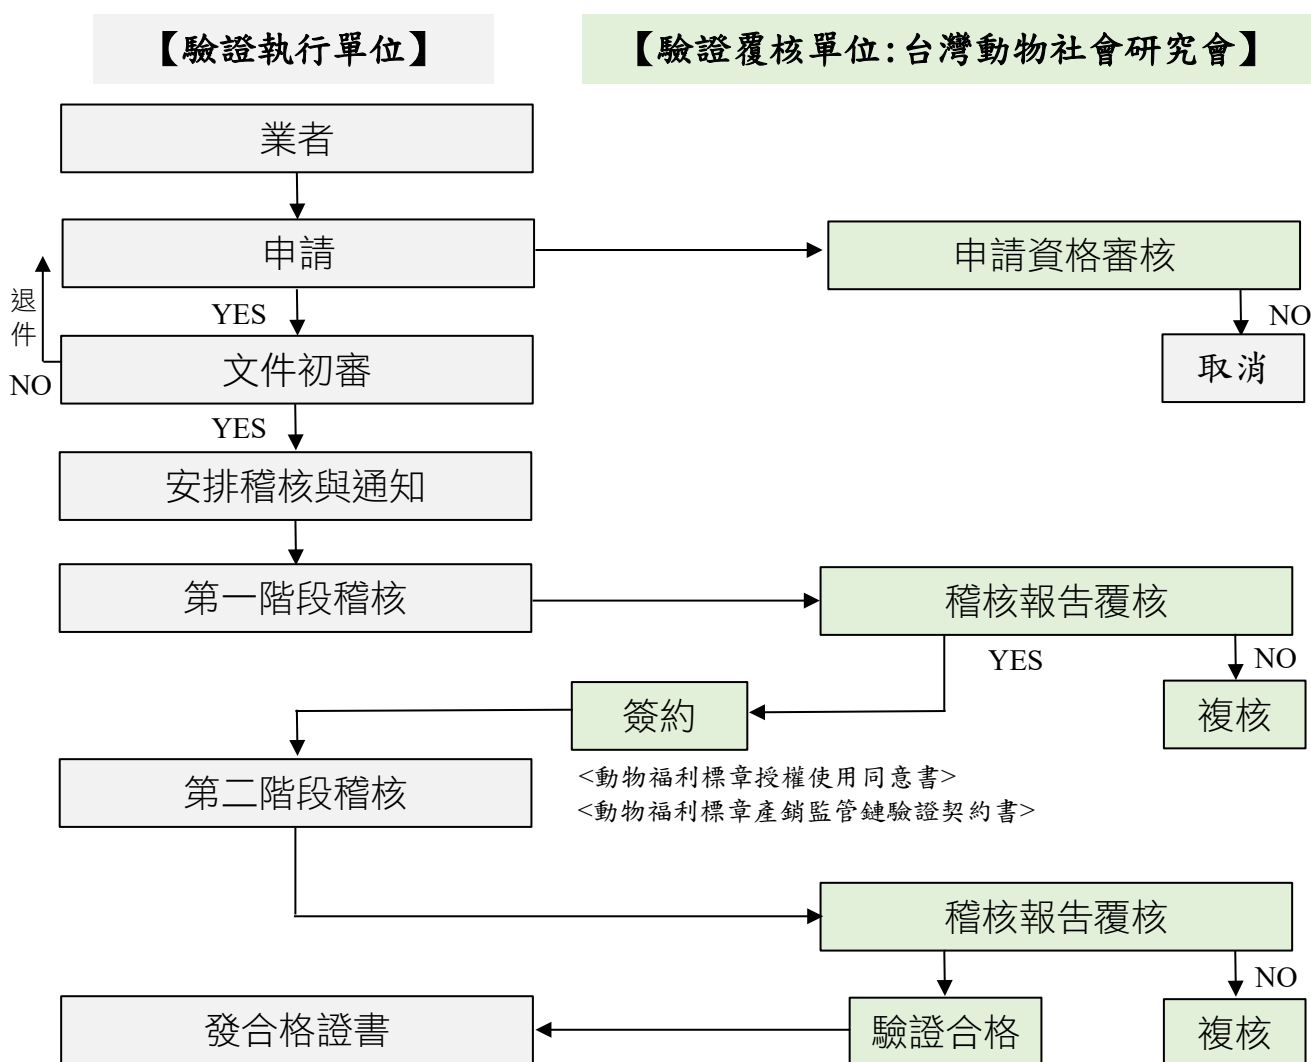 【驗證執行單位】
【驗證覆核單位:台灣動物社會研究會】
業者
申請
申請資格審核
退件
YES
NO
文件初審
NO
取消
YES
安排稽核與通知
第一階段稽核
稽核報告覆核
YES
NO
簽約
複核
<動物福利標章授權使用同意書>
<動物福利標章產銷監管鏈驗證契約書>
第二階段稽核
稽核報告覆核
NO
發合格證書
驗證合格
複核